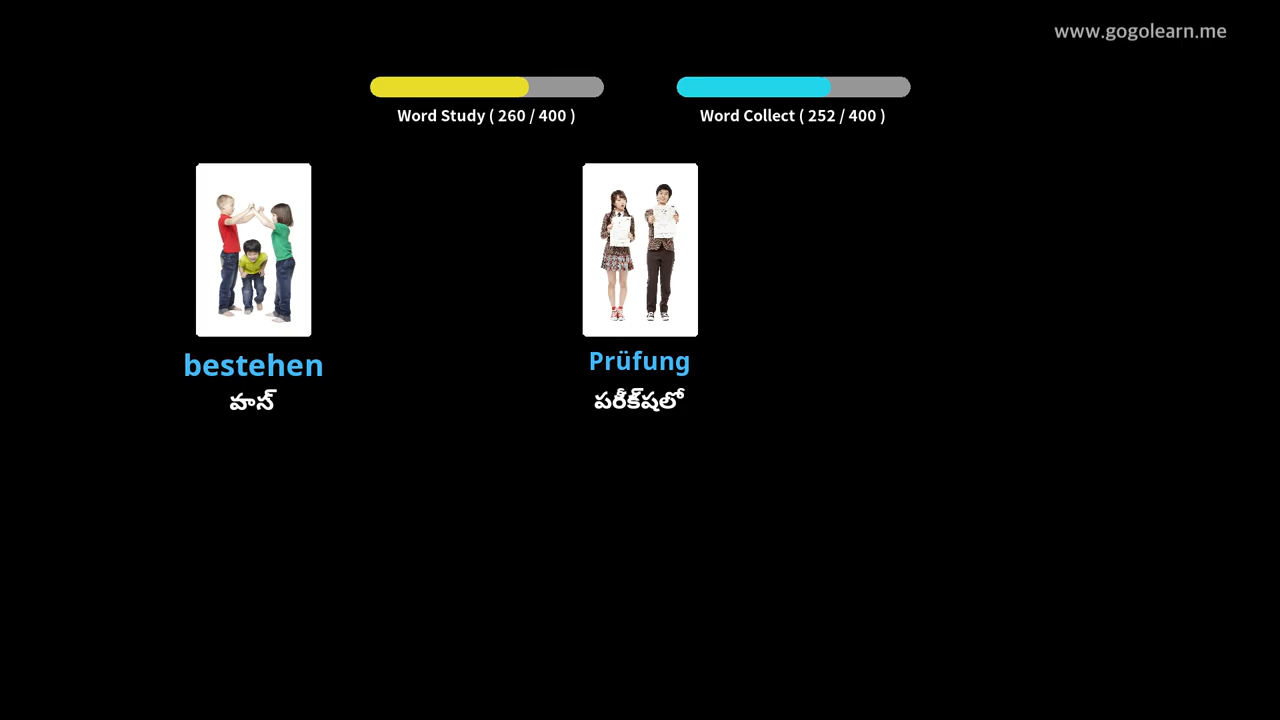 www.gogolearn.me
Word Study ( 260 / 400 )
Word Collect ( 252 / 400 )
bestehen
హాస్
Prüfung
పరీక్షలో